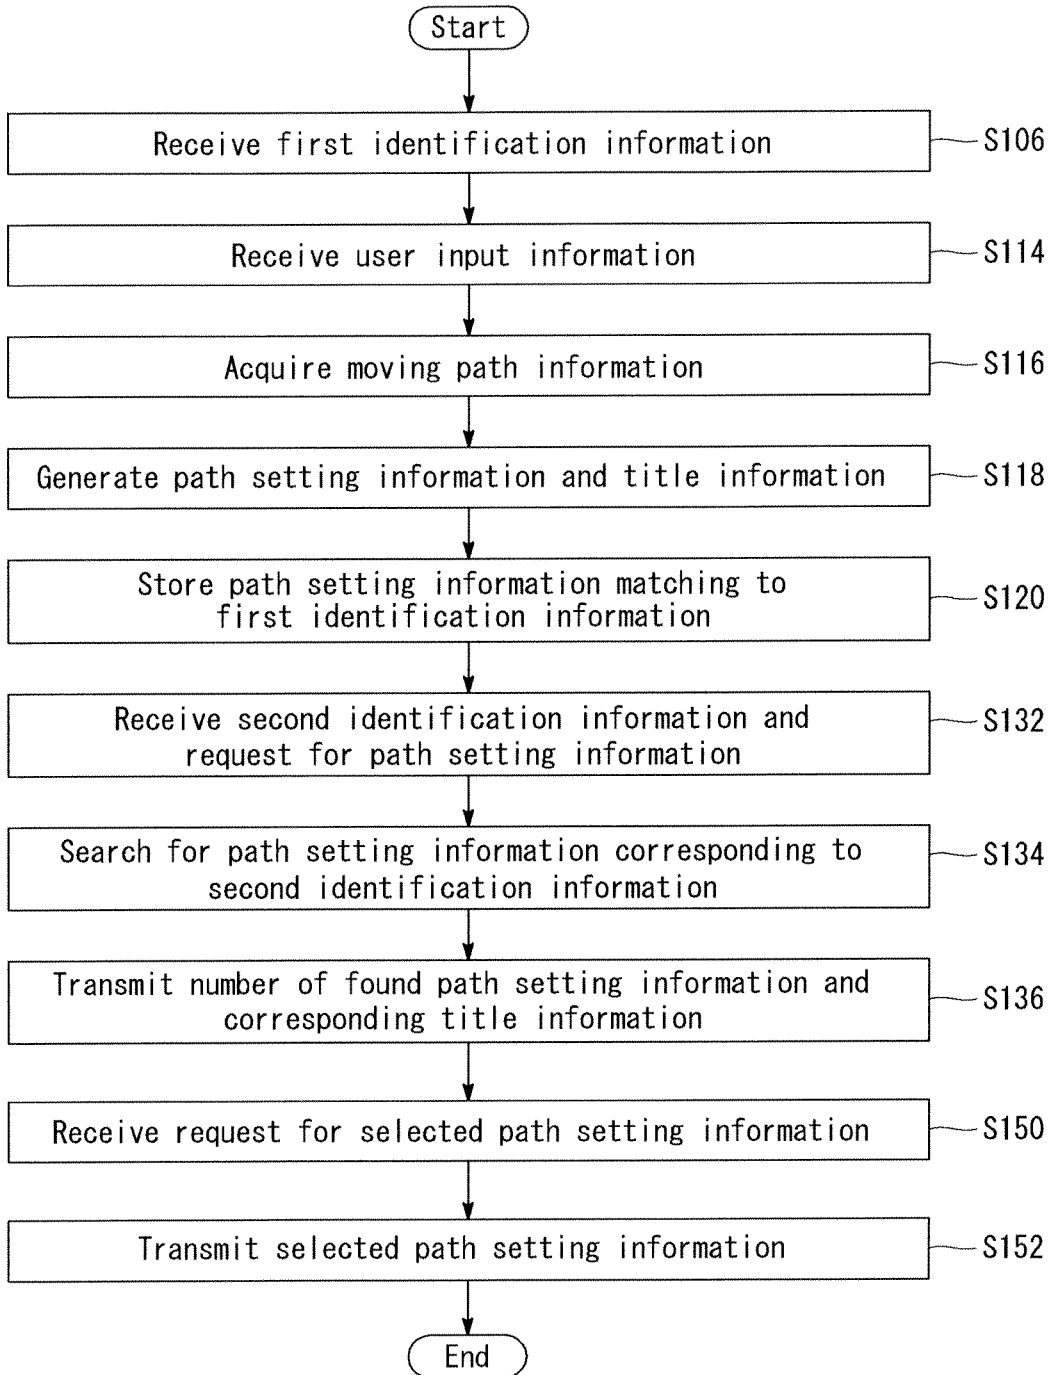 Start
Receive first identification information
S106
Receive user input information
S114
Acquire moving path information
S116
Generate path setting information and title information
S118
Store path setting information matching to
first identification information
S120
Receive second identification information and
request for path setting information
S132
Search for path setting information corresponding to
second identification information
S134
Transmit number of found path setting information and
corresponding title information
S136
Receive request for selected path setting information
S150
Transmit selected path setting information
S152
End